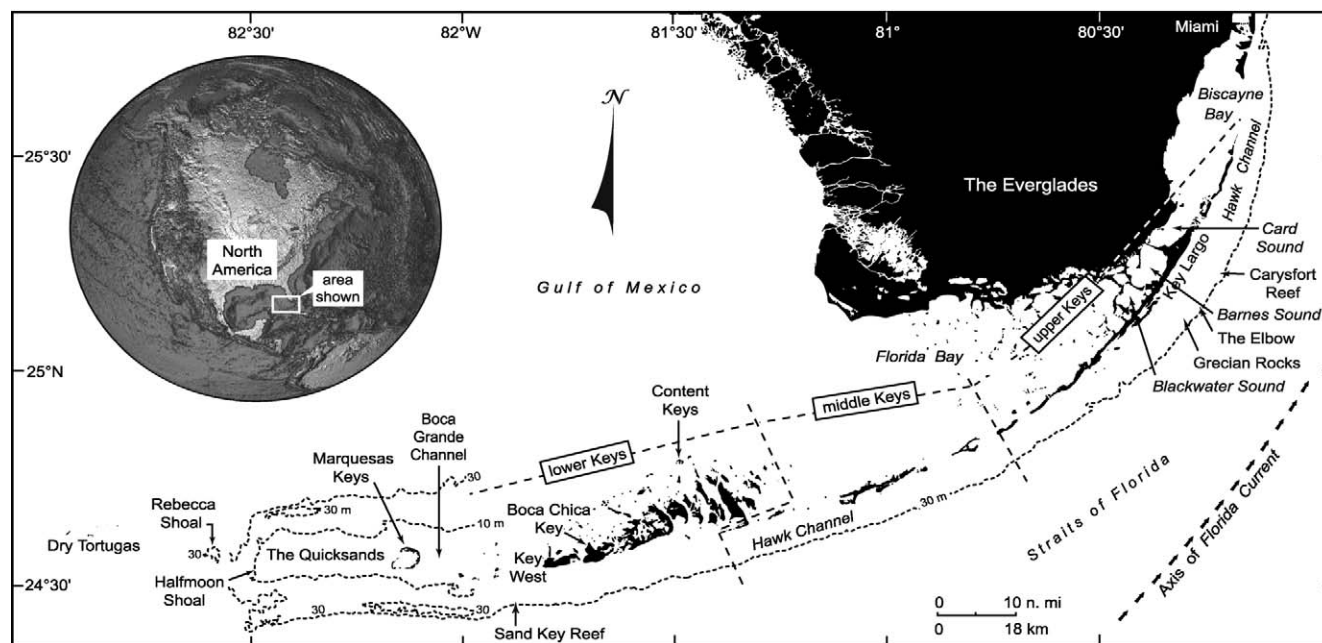 82°30'
82°W
81°30'
81°
80°30'
Miami
N
Biscayne
Bay
25°30'
Hawk Channel
The Everglades
North
America
area
shown
Card
Sound
Key Largo
Gulf of Mexico
Carysfort
Reef
upper Keys
Barnes Sound
The Elbow
Florida Bay
Grecian Rocks
25°N
Blackwater Sound
Content
Keys
middle Keys
Boca
Grande
Channel
lower Keys
Marquesas
Keys
30
30 m
Rebecca
Shoal
10 m
Boca Chica
Key
30 m
Hawk Channel
Straits of Florida
Axis of Florida Current
Dry Tortugas
30
The Quicksands
Key
West
24°30'
Halfmoon
Shoal
30
30
Sand Key Reef
0 10 n. mi
0 18 km